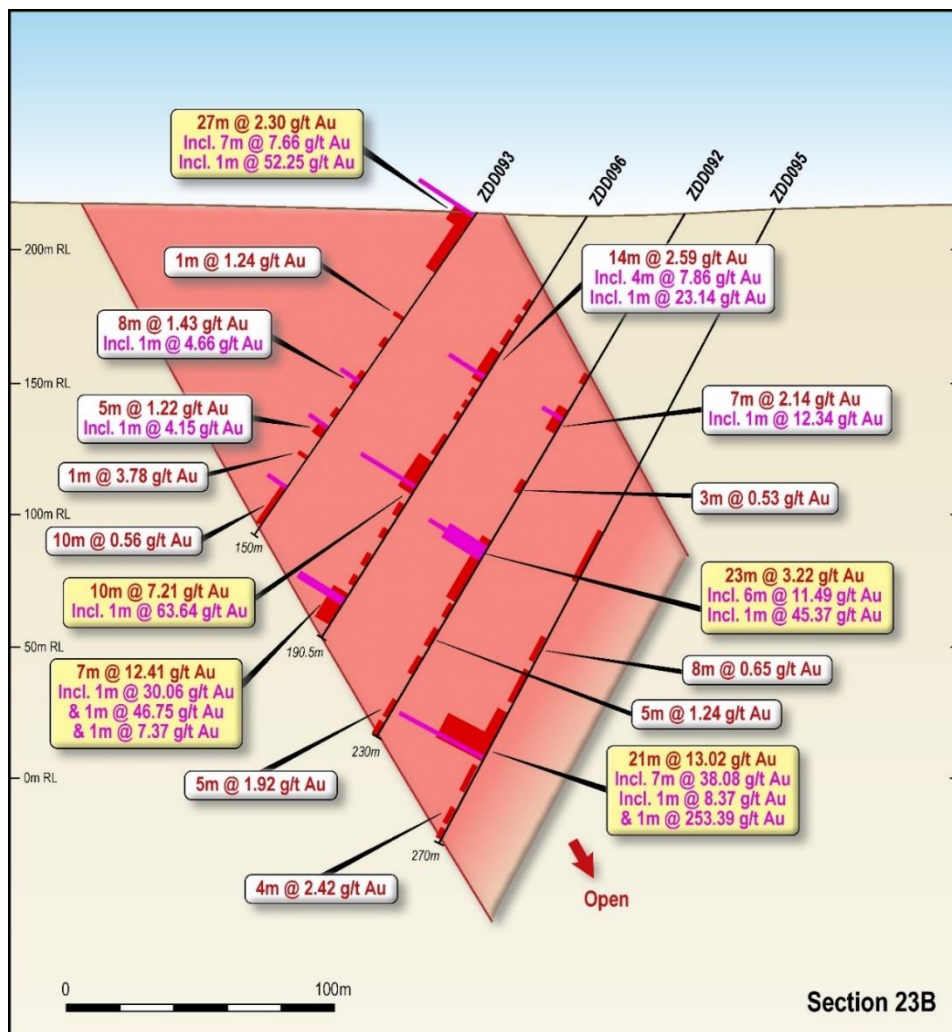 27m @ 2.30 g/t Au
Incl. 7m @ 7.66 g/t Au
Incl. 1m @ 52.25 g/t Au
ZDD093
ZDD096
ZDD092
ZDD095
200m RL
150m RL
100m RL
50m RL
0m RL
1m @ 1.24 g/t Au
8m @ 1.43 g/t Au
Incl. 1m @ 4.66 g/t Au
5m @ 1.22 g/t Au
Incl. 1m @ 4.15 g/t Au
1m @ 3.78 g/t Au
10m @ 0.56 g/t Au
150m
10m @ 7.21 g/t Au
Incl. 1m @ 63.64 g/t Au
190.5m
7m @ 12.41 g/t Au
Incl. 1m @ 30.06 g/t Au
& 1m @ 46.75 g/t Au
& 1m @ 7.37 g/t Au
230m
5m @ 1.92 g/t Au
270m
4m @ 2.42 g/t Au
14m @ 2.59 g/t Au
Incl. 4m @ 7.86 g/t Au
Incl. 1m @ 23.14 g/t Au
7m @ 2.14 g/t Au
Incl. 1m @ 12.34 g/t Au
3m @ 0.53 g/t Au
23m @ 3.22 g/t Au
Incl. 6m @ 11.49 g/t Au
Incl. 1m @ 45.37 g/t Au
8m @ 0.65 g/t Au
5m @ 1.24 g/t Au
21m @ 13.02 g/t Au
Incl. 7m @ 38.08 g/t Au
Incl. 1m @ 8.37 g/t Au
& 1m @ 253.39 g/t Au
Open
0
100m
Section 23B